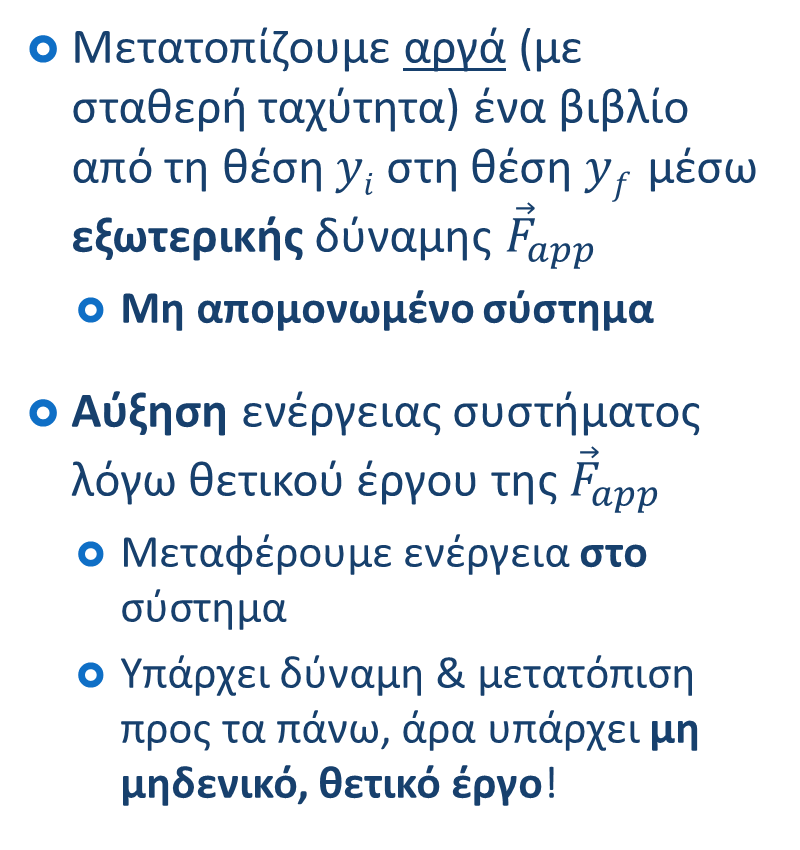 Μετατοπίζουμε αργά (με
σταθερή ταχύτητα) ένα βιβλίο
από τη θέση y_i στη θέση y_f μέσω
εξωτερικής δύναμης F⃗_app
Μη απομονωμένο σύστημα
Αύξηση ενέργειας συστήματος
λόγω θετικού έργου της F⃗_app
Μεταφέρουμε ενέργεια στο
σύστημα
Υπάρχει δύναμη & μετατόπιση
προς τα πάνω, άρα υπάρχει μη
μηδενικό, θετικό έργο!